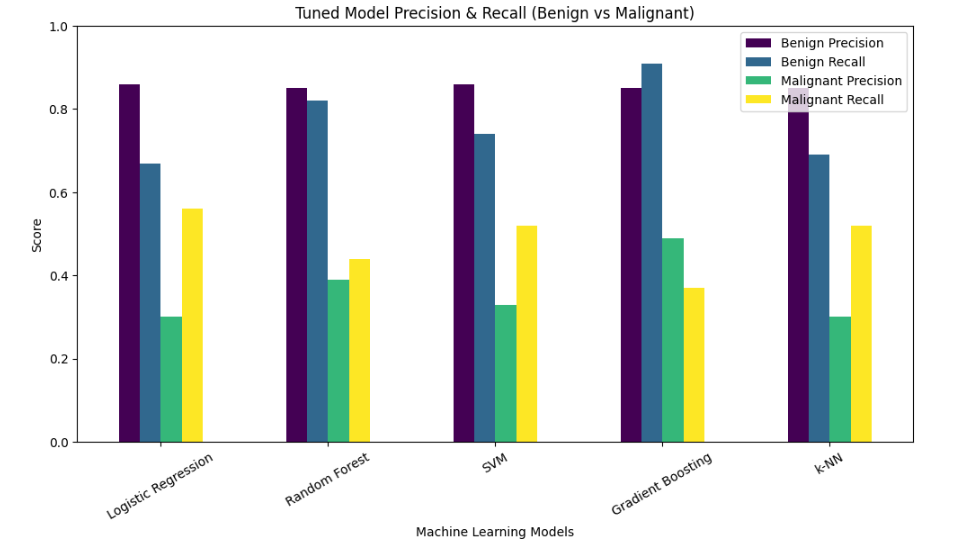 Tuned Model Precision & Recall (Benign vs Malignant)
1.0
0.8
0.6
0.4
0.2
0.0
Score
Benign Precision
Benign Recall
Malignant Precision
Malignant Recall
Logistic Regression
Random Forest
SVM
Gradient Boosting
k-NN
Machine Learning Models